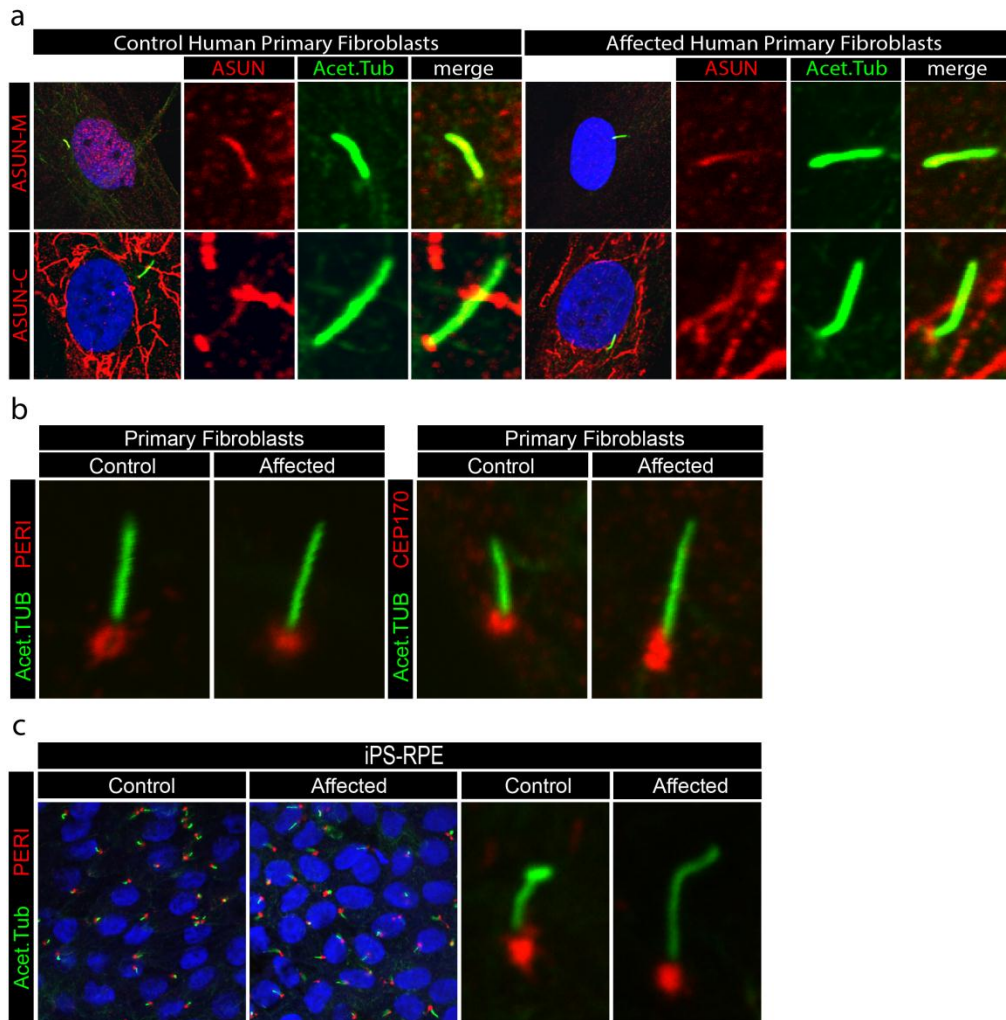 a
Control Human Primary Fibroblasts
Affected Human Primary Fibroblasts
ASUN
Acet.Tub
merge
ASUN
Acet.Tub
merge
ASUN-M
ASUN-C
b
Primary Fibroblasts
Primary Fibroblasts
Control
Affected
Control
Affected
Acet.TUB PERI
Acet.TUB CEP170
c
iPS-RPE
Control
Affected
Control
Affected
Acet.Tub PERI